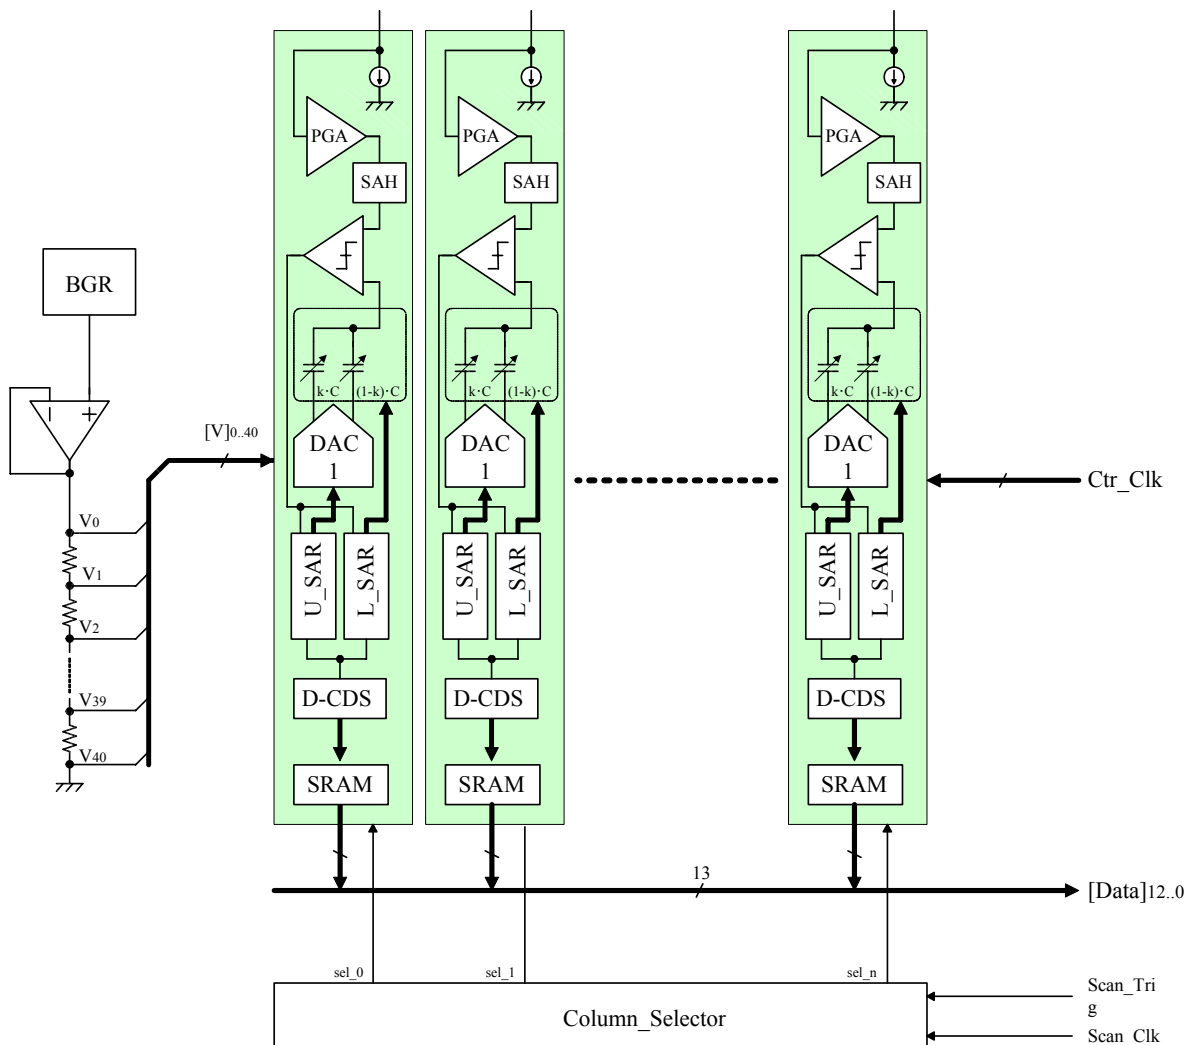 PGA
PGA
PGA
SAH
SAH
SAH
BGR
k·C
(1-k)·C
k·C
(1-k)·C
k·C
(1-k)·C
[V]0..40
DAC
1
DAC
1
DAC
1
Ctr_Clk
V0
V1
V2
V39
V40
U_SAR
L_SAR
U_SAR
L_SAR
U_SAR
L_SAR
D-CDS
D-CDS
D-CDS
SRAM
SRAM
SRAM
13
[Data]12..0
sel_0
sel_1
sel_n
Column_Selector
Scan_Tri
g
Scan_Clk